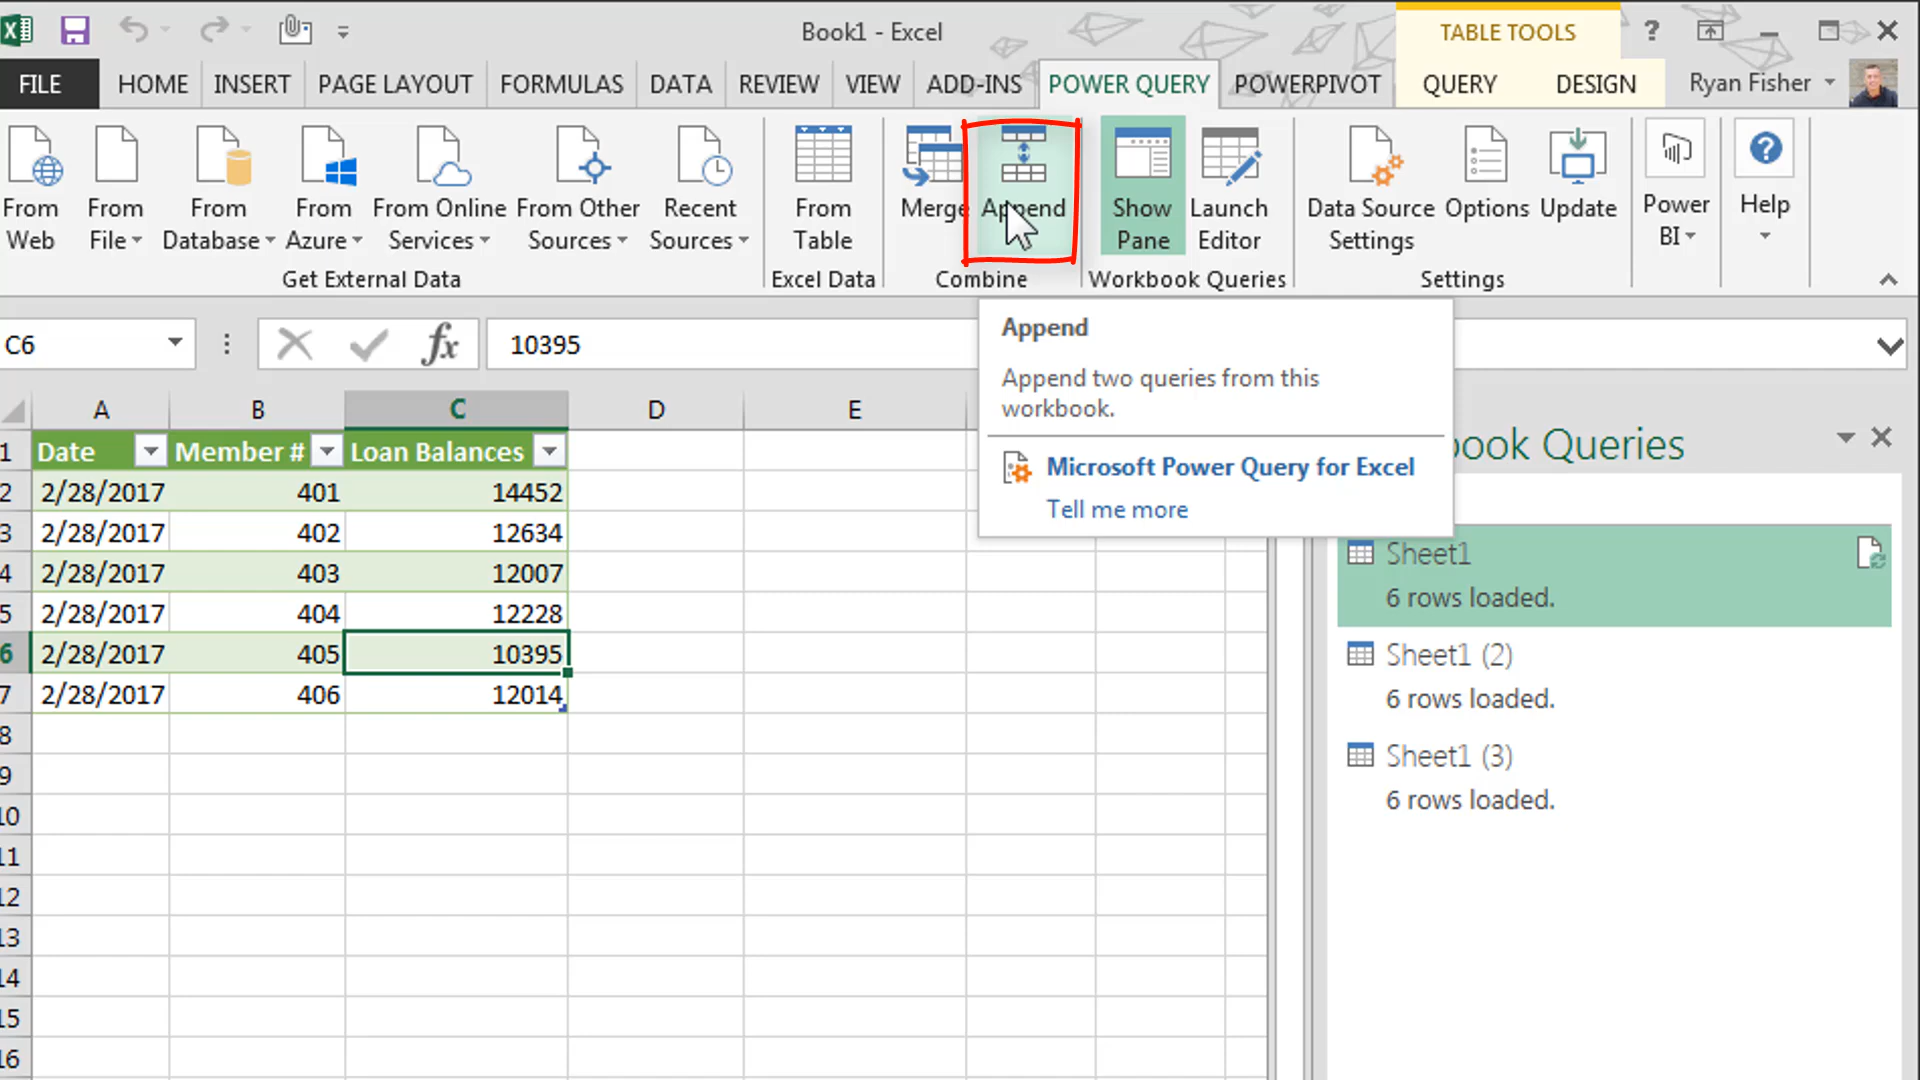 Book1 - Excel
TABLE TOOLS
?
FILE
HOME
INSERT
PAGE LAYOUT
FORMULAS
DATA
REVIEW
VIEW
ADD-INS
POWER QUERY
POWERPIVOT
QUERY
DESIGN
Ryan Fisher
From
Web
From
File
From
Database
From
Azure
From Online
Services
From Other
Sources
Recent
Sources
From
Table
Merge
Append
Show
Pane
Launch
Editor
Data Source
Settings
Options
Update
Power
BI
Help
Get External Data
Excel Data
Combine
Workbook Queries
Settings
C6
fx
10395
Append
Append two queries from this
workbook.
Microsoft Power Query for Excel
Tell me more
A B C D E
1 Date Member # Loan Balances
2 2/28/2017 401 14452
3 2/28/2017 402 12634
4 2/28/2017 403 12007
5 2/28/2017 404 12228
6 2/28/2017 405 10395
7 2/28/2017 406 12014
8
9
10
11
12
13
14
15
16
ook Queries
Sheet1
6 rows loaded.
Sheet1 (2)
6 rows loaded.
Sheet1 (3)
6 rows loaded.